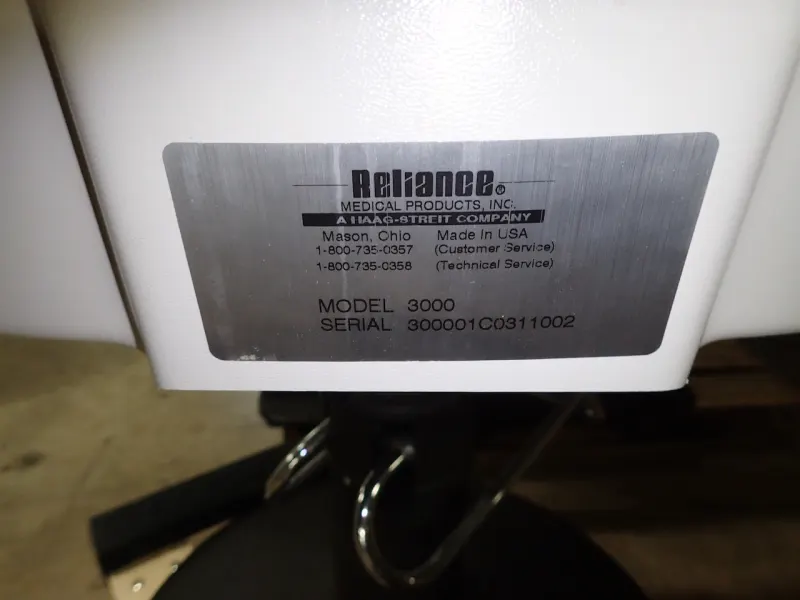 Reliance®
MEDICAL PRODUCTS, INC.
A HAAG-STREIT COMPANY
Mason, Ohio Made in USA
1-800-735-0357 (Customer Service)
1-800-735-0358 (Technical Service)
MODEL 3000
SERIAL 300001C0311002